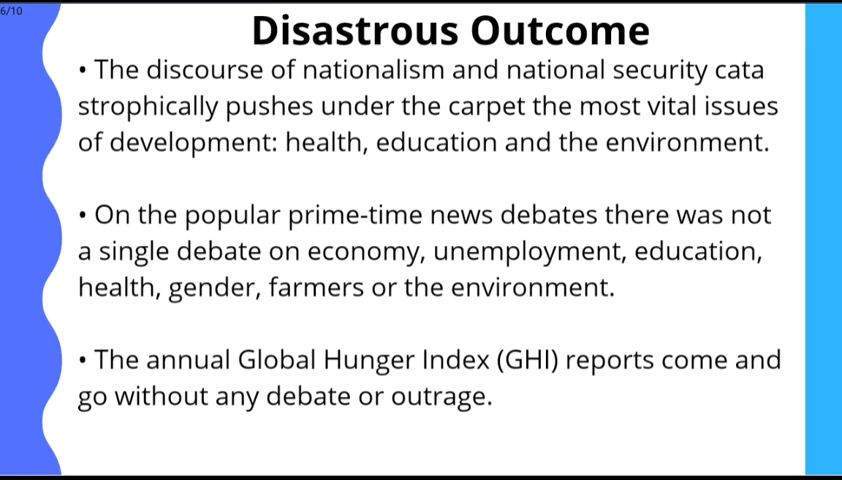 6/10
Disastrous Outcome
• The discourse of nationalism and national security cata
strophically pushes under the carpet the most vital issues
of development: health, education and the environment.
• On the popular prime-time news debates there was not
a single debate on economy, unemployment, education,
health, gender, farmers or the environment.
• The annual Global Hunger Index (GHI) reports come and
go without any debate or outrage.